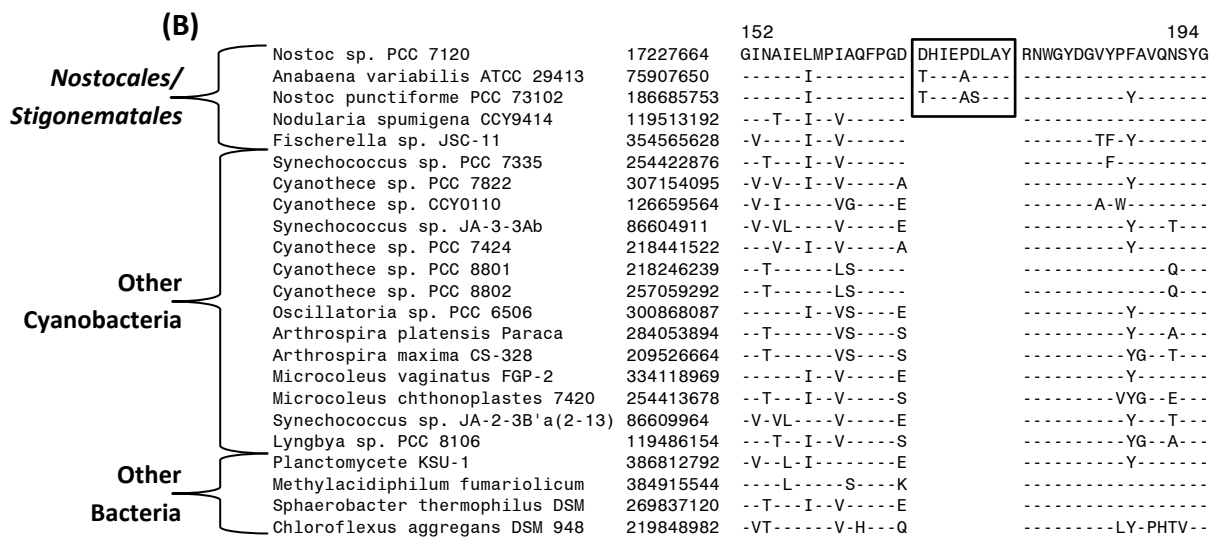 (B)
152 194
Nostoc sp. PCC 7120 17227664 GINAIELMPIAQFPGD DHIEPDLAY RNWGYDGVYPFAVQNSYG
Nostocales/
Stigonematales
Anabaena variabilis ATCC 29413 75907650 ------I--------- T---A---- ------------------
Nostoc punctiforme PCC 73102 186685753 ------I--------- T---AS--- -----------Y------
Nodularia spumigena CCY9414 119513192 ---T--I--V------ ------------------
Fischerella sp. JSC-11 354565628 -V----I--V------ --------TF-Y------
Synechococcus sp. PCC 7335 254422876 --T---I--V------ ---------F--------
Cyanothece sp. PCC 7822 307154095 -V-V--I--V-----A -----------Y------
Cyanothece sp. CCY0110 126659564 -V-I-----VG----E --------A-W-------
Synechococcus sp. JA-3-3Ab 86604911 -V-VL----V-----E -----------Y---T--
Cyanothece sp. PCC 7424 218441522 ---V--I--V-----A -----------Y------
Cyanothece sp. PCC 8801 218246239 --T------LS----- ---------------Q--
Cyanothece sp. PCC 8802 257059292 --T------LS----- ---------------Q--
Other
Cyanobacteria
Oscillatoria sp. PCC 6506 300868087 ------I--VS----E -----------Y------
Arthrospira platensis Paraca 284053894 --T------VS----S -----------Y---A--
Arthrospira maxima CS-328 209526664 --T------VS----S -----------YG--T--
Microcoleus vaginatus FGP-2 334118969 ------I--V-----E -----------Y------
Microcoleus chthonoplastes 7420 254413678 --T---I--V-----S ----------VYG--E--
Synechococcus sp. JA-2-3B'a(2-13) 86609964 -V-VL----V-----E -----------Y---T--
Lyngbya sp. PCC 8106 119486154 ---T--I--V-----S -----------YG--A--
Planctomycete KSU-1 386812792 -V--L-I--------E -----------Y------
Other
Bacteria
Methylacidiphilum fumariolicum 384915544 ----L-----S----K ------------------
Sphaerobacter thermophilus DSM 269837120 --T---I--V-----E ------------------
Chloroflexus aggregans DSM 948 219848982 -VT------V-H---Q ----------LY-PHTV--